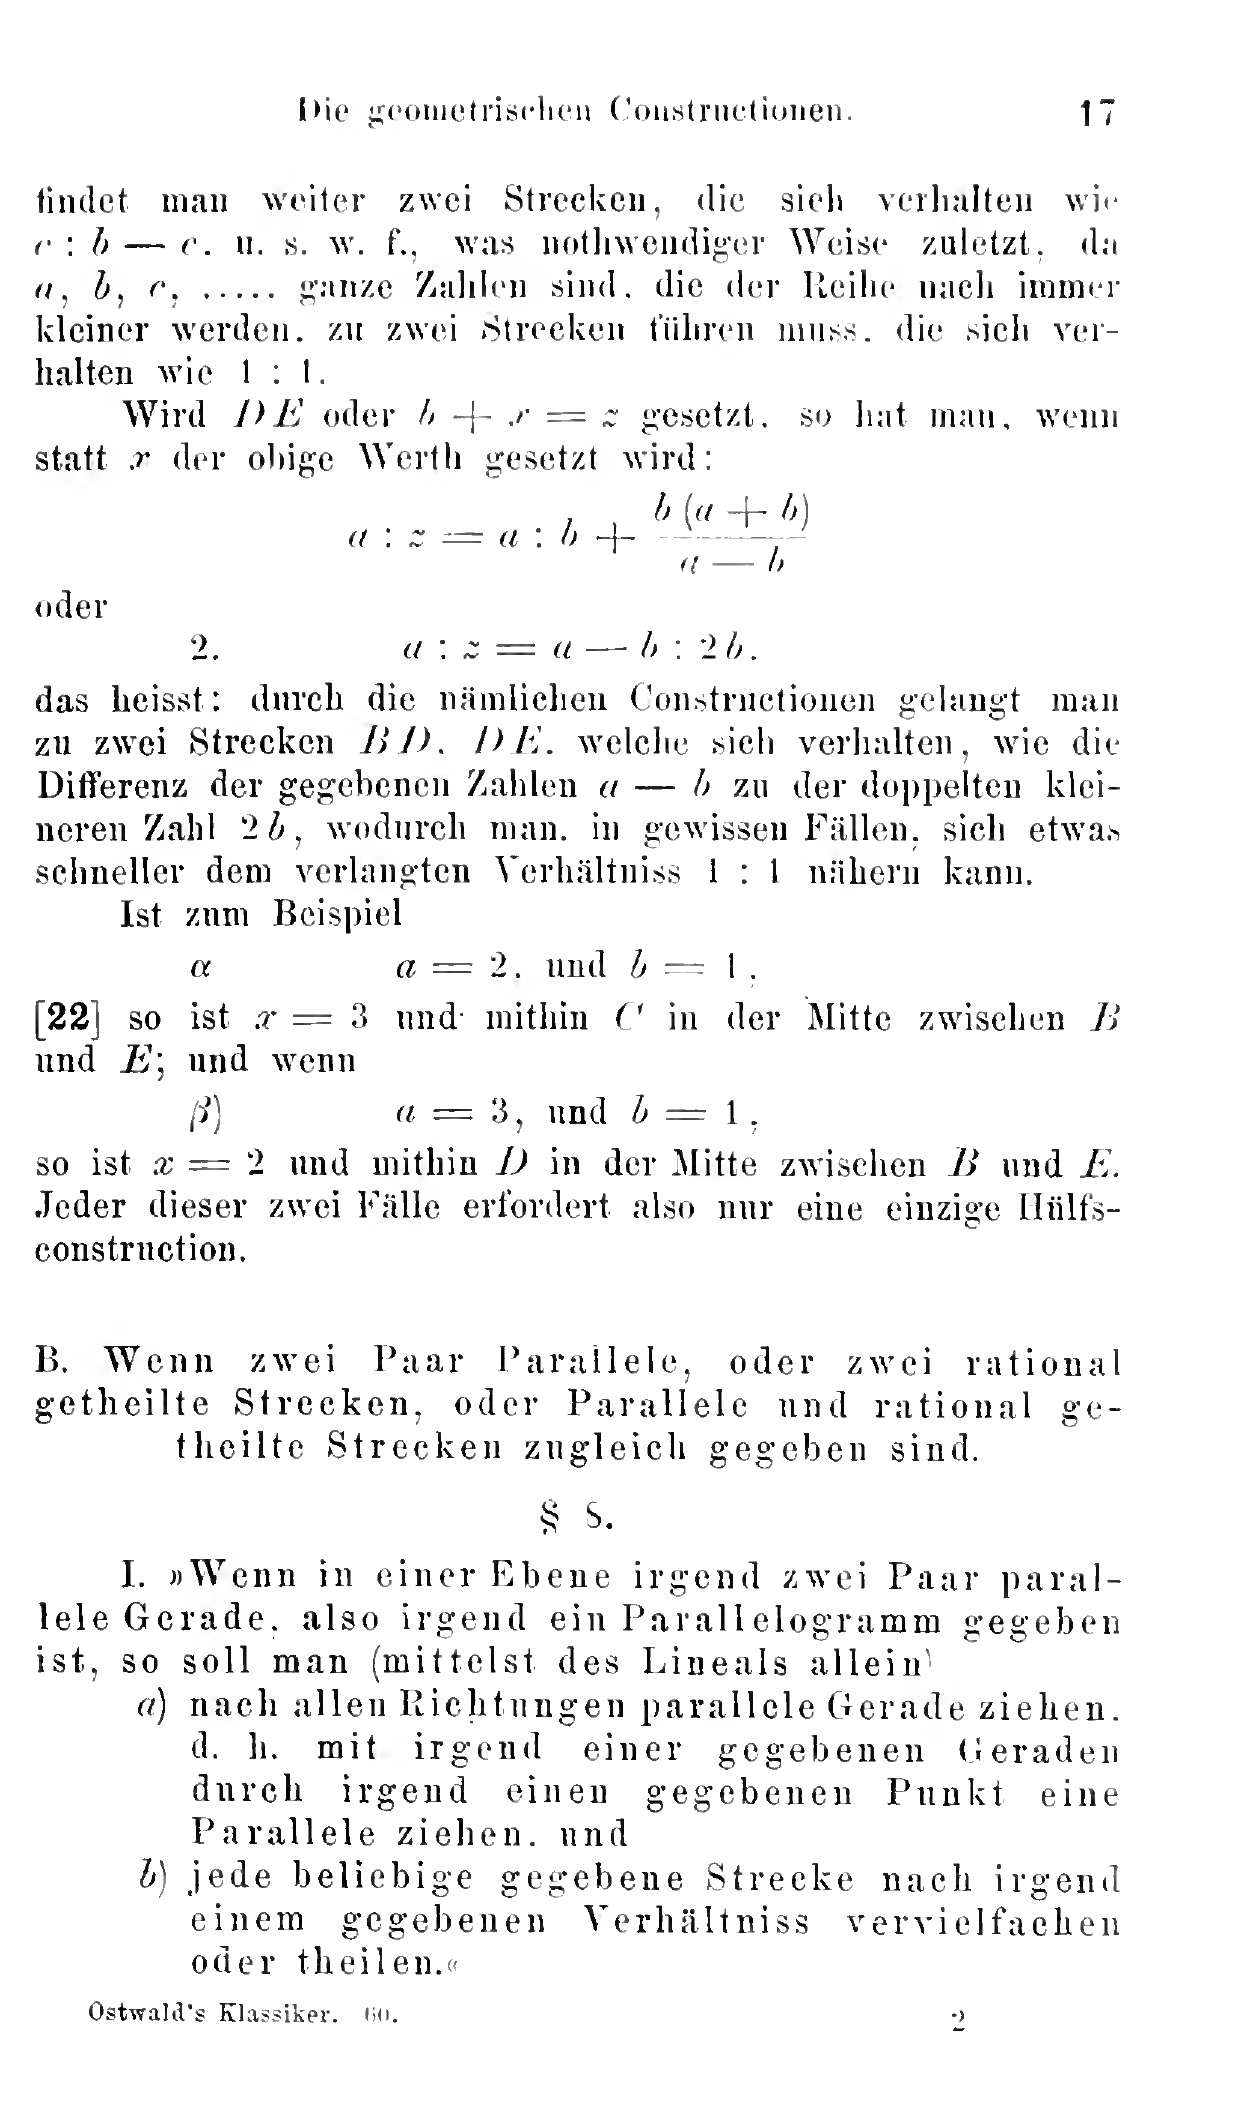 Die geometrischen Constructionen. 17
findet man weiter zwei Strecken, die sich verhalten wie
c : b — c. u. s. w. f., was nothwendiger Weise zuletzt, da
a, b, c, ..... ganze Zahlen sind, die der Reihe nach immer
kleiner werden, zu zwei Strecken führen muss, die sich ver-
halten wie 1 : 1.
Wird DE oder b + x = z gesetzt, so hat man, wenn
statt x der obige Werth gesetzt wird:
a : z = a : b + b (a + b) / a — b
oder
2. a : z = a — b : 2b.
das heisst: durch die nämlichen Constructionen gelangt man
zu zwei Strecken BD, DE, welche sich verhalten, wie die
Differenz der gegebenen Zahlen a — b zu der doppelten klei-
neren Zahl 2b, wodurch man, in gewissen Fällen, sich etwas
schneller dem verlangten Verhältniss 1 : 1 nähern kann.
Ist zum Beispiel
α a = 2, und b = 1,
[22] so ist x = 3 und mithin C in der Mitte zwischen B
und E; und wenn
β) a = 3, und b = 1,
so ist x = 2 und mithin D in der Mitte zwischen B und E.
Jeder dieser zwei Fälle erfordert also nur eine einzige Hülfs-
construction.
B. Wenn zwei Paar Parallele, oder zwei rational
getheilte Strecken, oder Parallele und rational ge-
theilte Strecken zugleich gegeben sind.
§ 8.
I. »Wenn in einer Ebene irgend zwei Paar paral-
lele Gerade, also irgend ein Parallelogramm gegeben
ist, so soll man (mittelst des Lineals allein)
a) nach allen Richtungen parallele Gerade ziehen,
d. h. mit irgend einer gegebenen Geraden
durch irgend einen gegebenen Punkt eine
Parallele ziehen, und
b) jede beliebige gegebene Strecke nach irgend
einem gegebenen Verhältniss vervielfachen
oder theilen.«
Ostwald's Klassiker. 60. 2